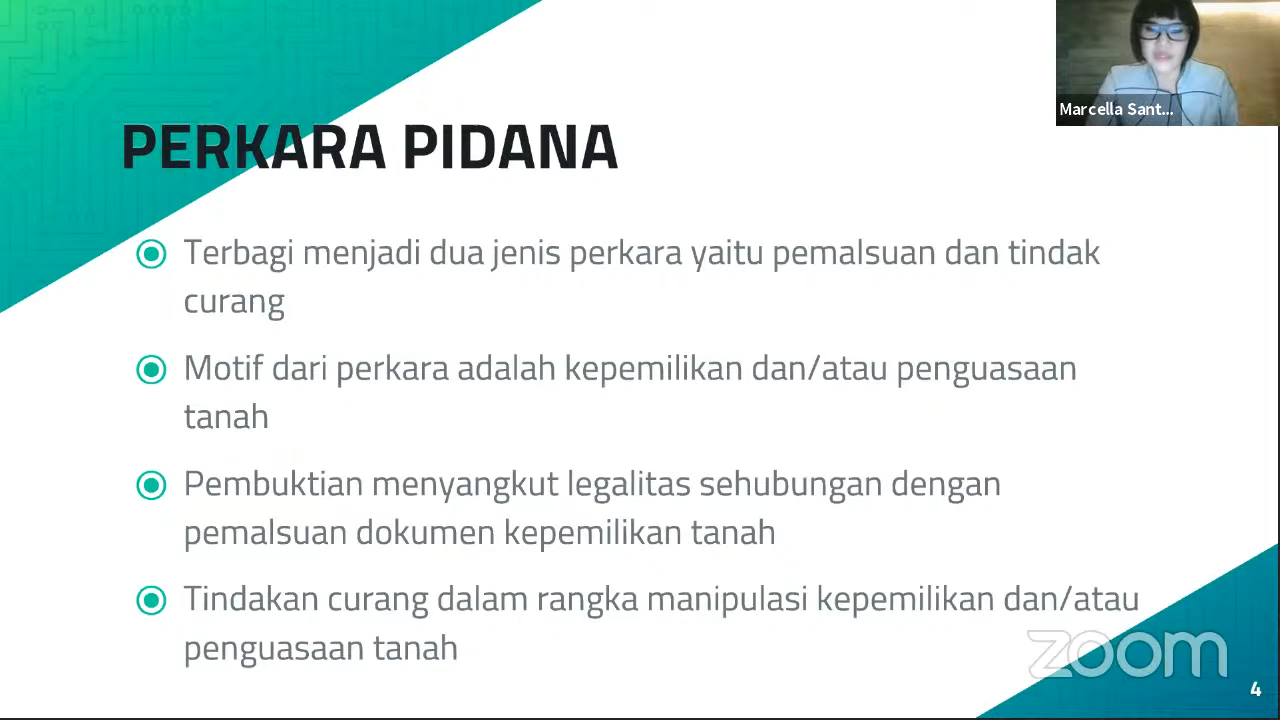 Marcella Sant...
PERKARA PIDANA
Terbagi menjadi dua jenis perkara yaitu pemalsuan dan tindak
curang
Motif dari perkara adalah kepemilikan dan/atau penguasaan
tanah
Pembuktian menyangkut legalitas sehubungan dengan
pemalsuan dokumen kepemilikan tanah
Tindakan curang dalam rangka manipulasi kepemilikan dan/atau
penguasaan tanah
zoom
4